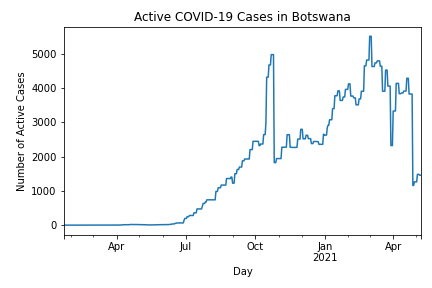 Active COVID-19 Cases in Botswana
Number of Active Cases
5000
4000
3000
2000
1000
0
Apr
Jul
Oct
Jan
2021
Apr
Day